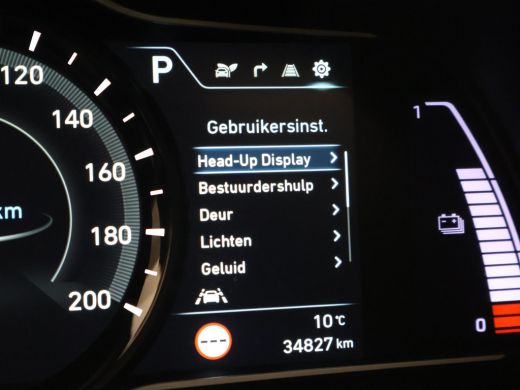 120
140
160
180
200
km
P
Gebruikersinst.
Head-Up Display
Bestuurdershulp
Deur
Lichten
Geluid
10 °C
34827 km
---
1
0